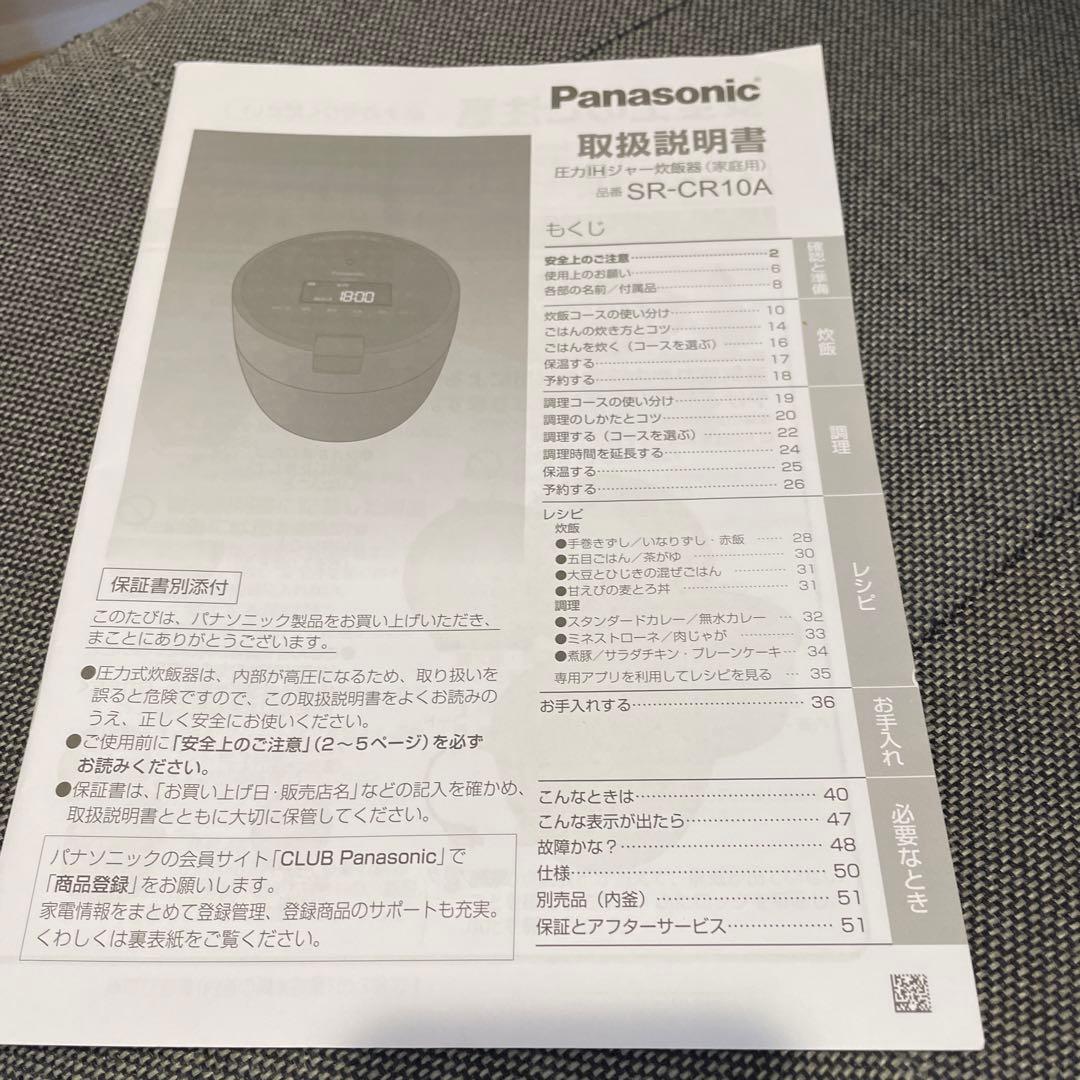 Panasonic
取扱説明書
圧力IHジャー炊飯器(家庭用)
品番 SR-CR10A
Panasonic
18:00
もくじ
確認と準備
安全上のご注意 2
使用上のお願い 6
各部の名前/付属品 8
炊飯
炊飯コースの使い分け 10
ごはんの炊き方とコツ 14
ごはんを炊く(コースを選ぶ) 16
保温する 17
予約する 18
調理
調理コースの使い分け 19
調理のしかたとコツ 20
調理する(コースを選ぶ) 22
調理時間を延長する 24
保温する 25
予約する 26
レシピ
レシピ
炊飯
●手巻きずし/いなりずし・赤飯 28
●五目ごはん/茶がゆ 30
●大豆とひじきの混ぜごはん 31
●甘えびの麦とろ丼 31
調理
●スタンダードカレー/無水カレー 32
●ミネストローネ/肉じゃが 33
●煮豚/サラダチキン・プレーンケーキ 34
専用アプリを利用してレシピを見る 35
お手入れ
お手入れする 36
必要なとき
こんなときは 40
こんな表示が出たら 47
故障かな? 48
仕様 50
別売品(内釜) 51
保証とアフターサービス 51
保証書別添付
このたびは、パナソニック製品をお買い上げいただき、
まことにありがとうございます。
●圧力式炊飯器は、内部が高圧になるため、取り扱いを
誤ると危険ですので、この取扱説明書をよくお読みの
うえ、正しく安全にお使いください。
●ご使用前に「安全上のご注意」(2〜5ページ)を必ず
お読みください。
●保証書は、「お買い上げ日・販売店名」などの記入を確かめ、
取扱説明書とともに大切に保管してください。
パナソニックの会員サイト「CLUB Panasonic」で
「商品登録」をお願いします。
家電情報をまとめて登録管理、登録商品のサポートも充実。
くわしくは裏表紙をご覧ください。